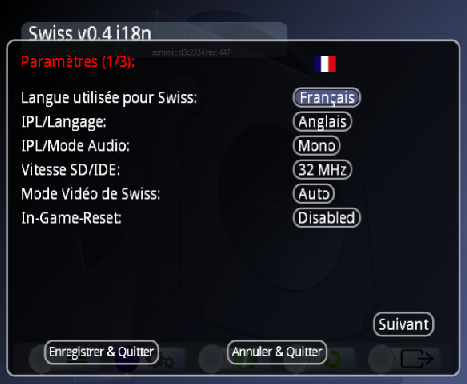 Swiss v0.4 i18n
commit: d3c2224 rev: 447
Paramètres (1/3):
Langue utilisée pour Swiss: Français
IPL/Langage: Anglais
IPL/Mode Audio: Mono
Vitesse SD/IDE: 32 MHz
Mode Vidéo de Swiss: Auto
In-Game-Reset: Disabled
Suivant
Enregistrer & Quitter Annuler & Quitter